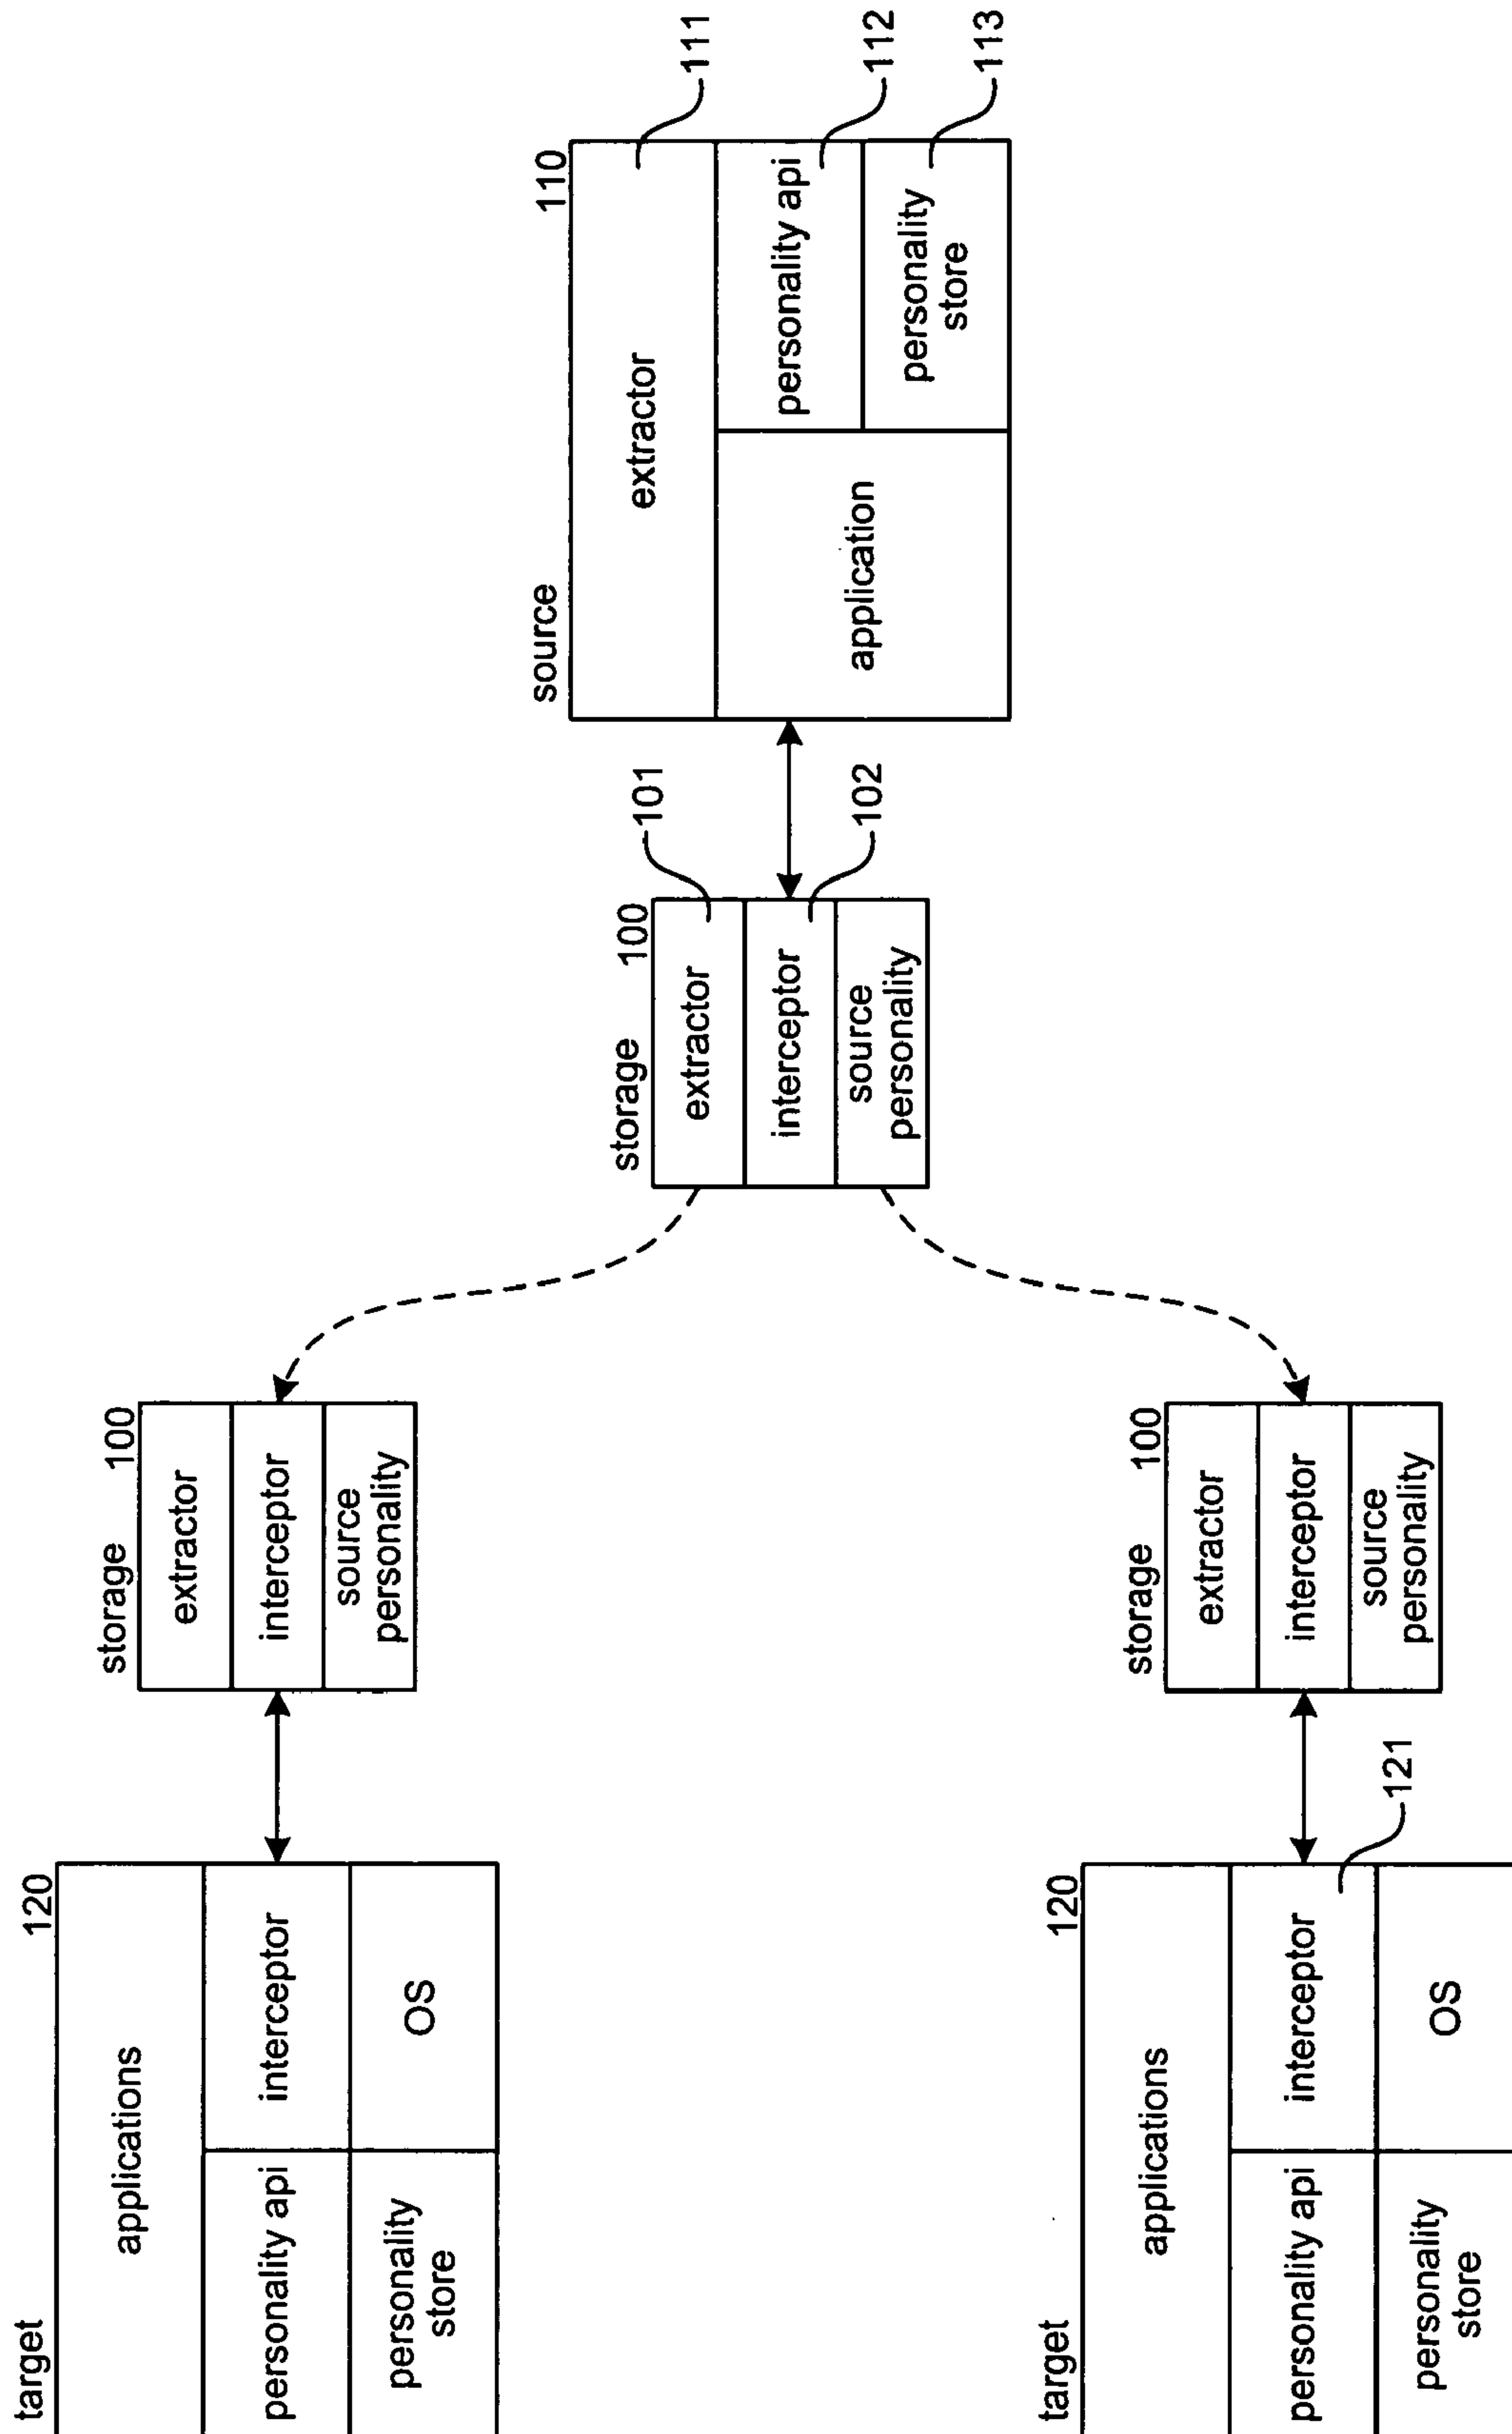 target 120
applications
personality api
interceptor
personality
store
OS
storage 100
extractor
interceptor
source
personality
storage 100
extractor
interceptor
source
personality
101
102
source 110
extractor
application
personality api
personality
store
111
112
113
target 120
applications
personality api
interceptor
personality
store
OS
121
storage 100
extractor
interceptor
source
personality